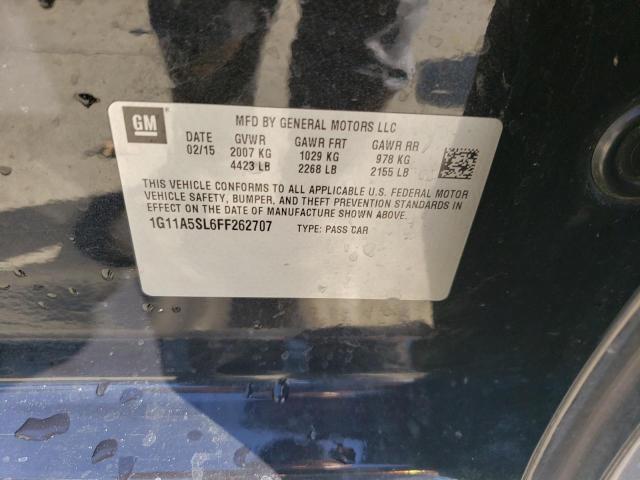 GM
MFD BY GENERAL MOTORS LLC
DATE GVWR GAWR FRT GAWR RR
02/15 2007 KG 1029 KG 978 KG
4423 LB 2268 LB 2155 LB
THIS VEHICLE CONFORMS TO ALL APPLICABLE U.S. FEDERAL MOTOR
VEHICLE SAFETY, BUMPER, AND THEFT PREVENTION STANDARDS IN
EFFECT ON THE DATE OF MANUFACTURE SHOWN ABOVE.
1G11A5SL6FF262707 TYPE: PASS CAR